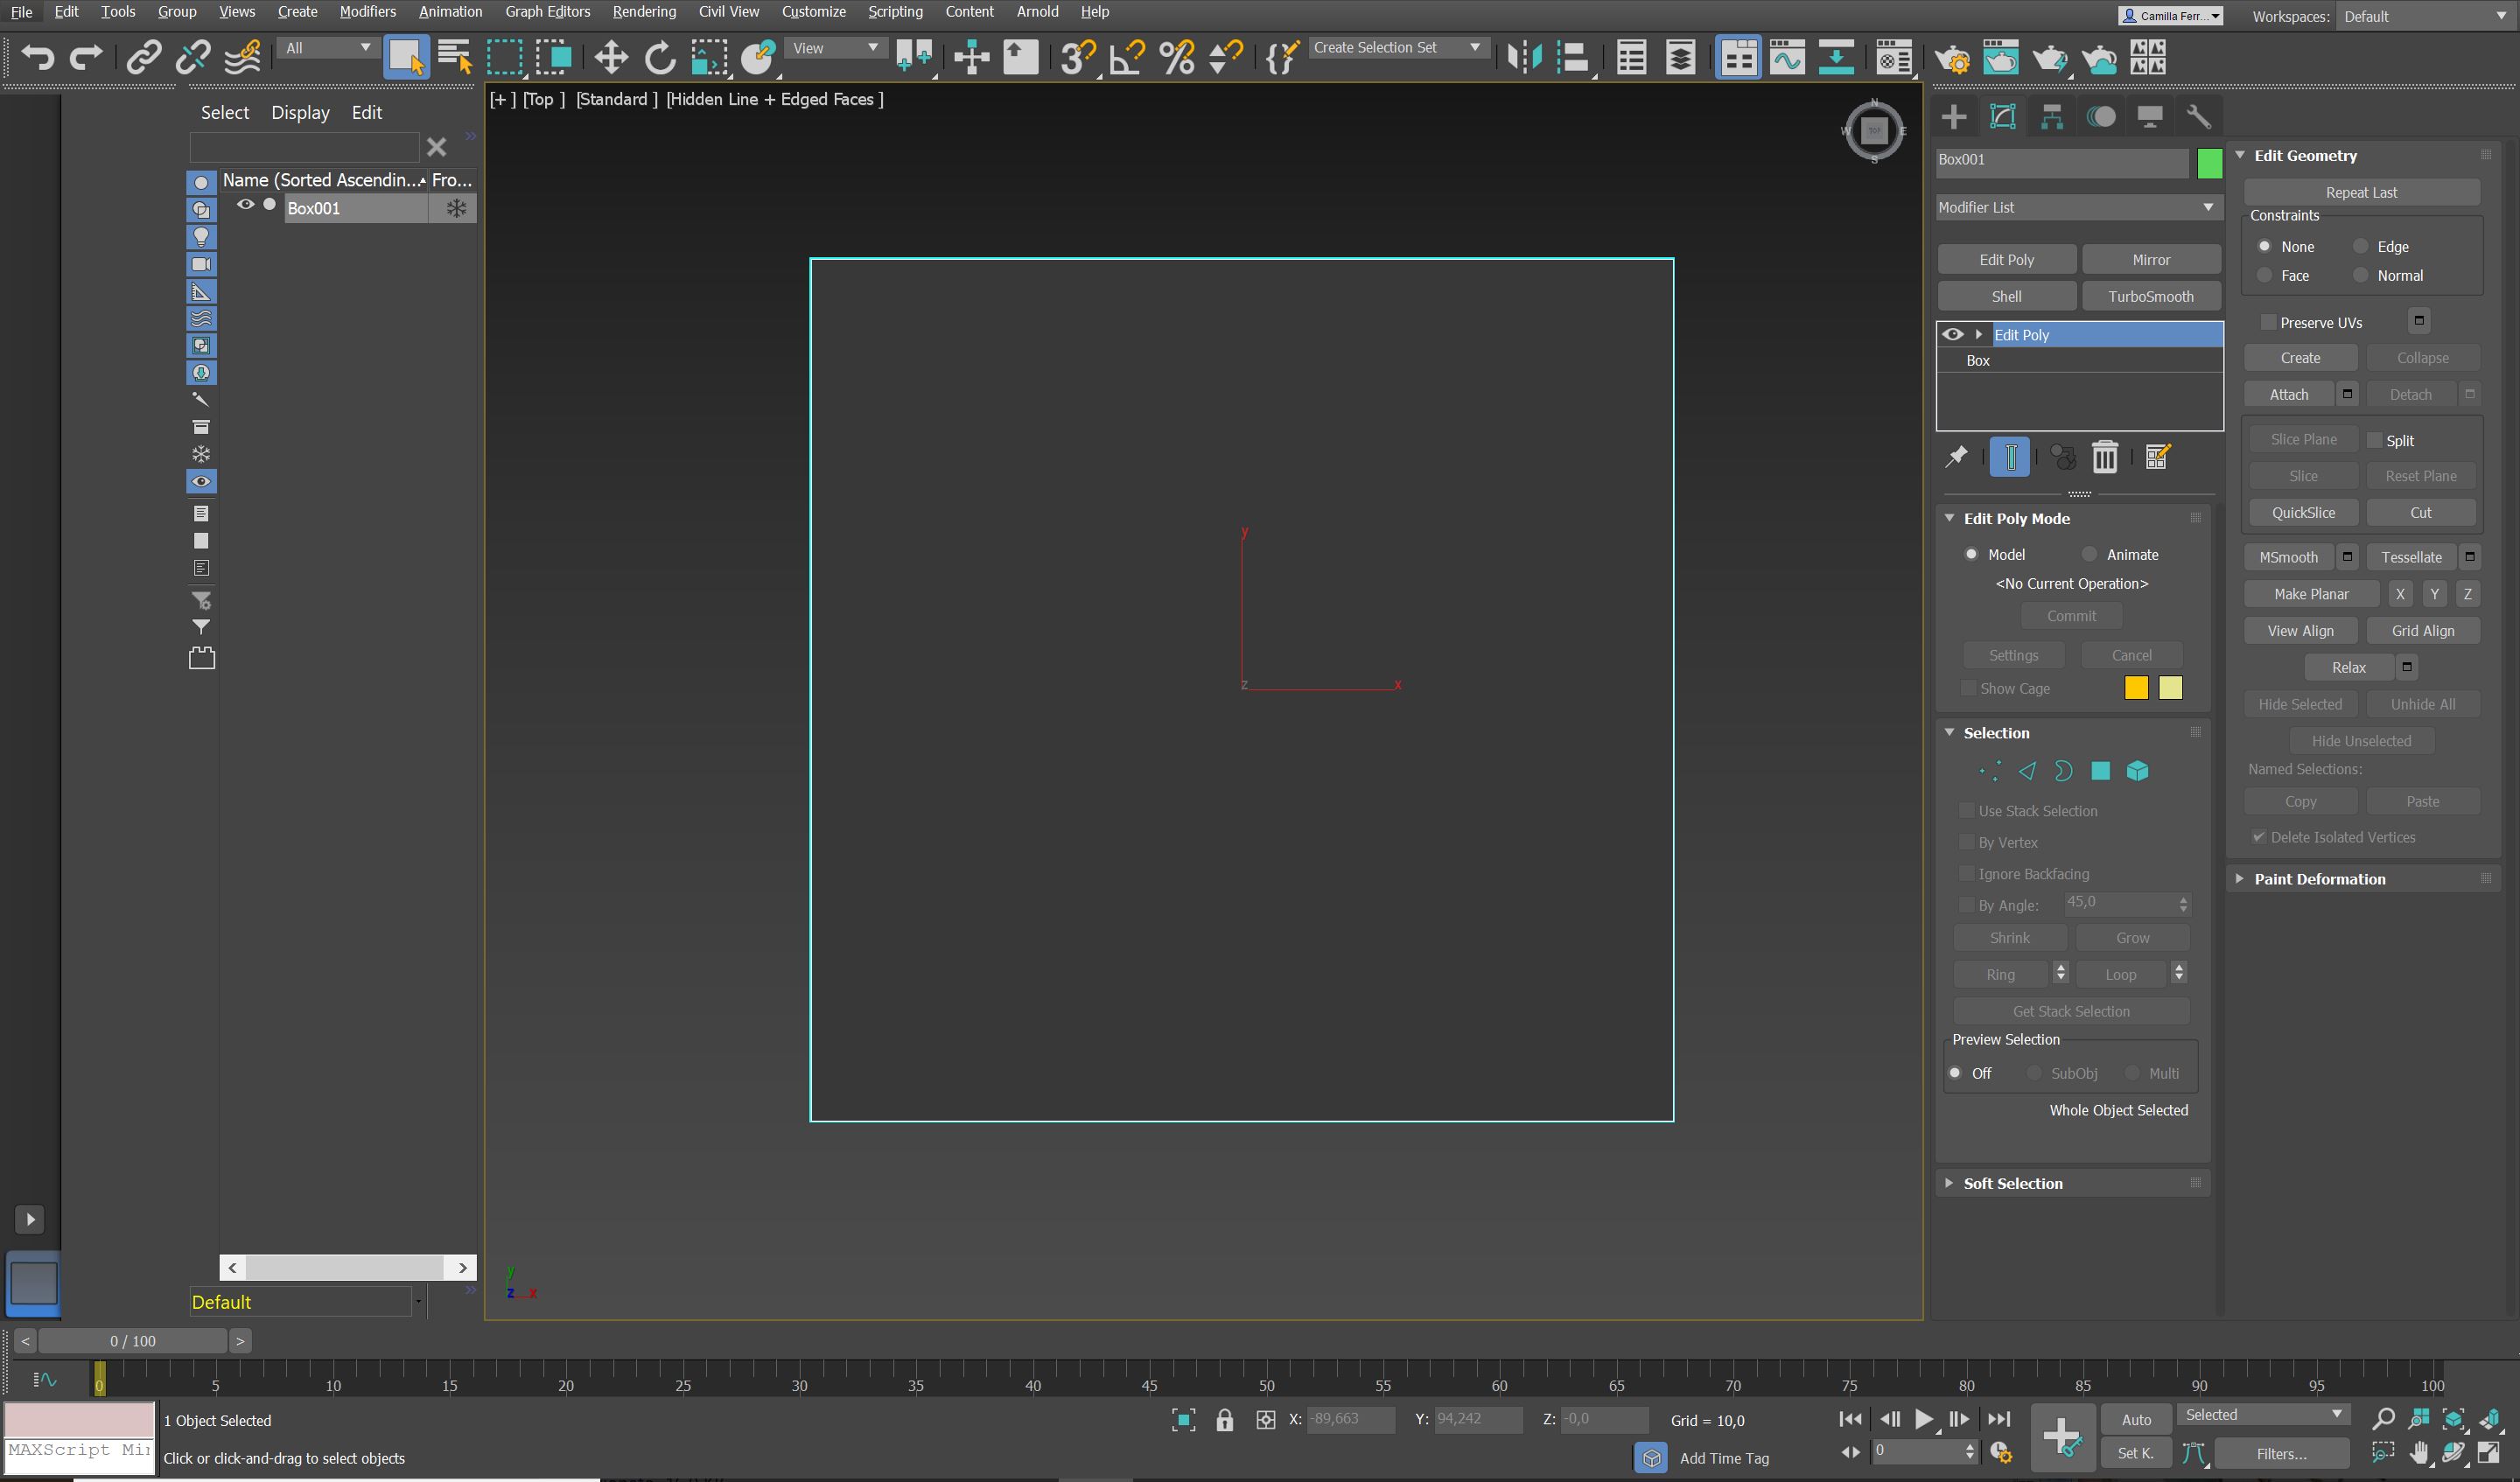 File Edit Tools Group Views Create Modifiers Animation Graph Editors Rendering Civil View Customize Scripting Content Arnold Help Camilla Ferr... Workspaces: Default
All View Create Selection Set
Select Display Edit
Name (Sorted Ascendin... Fro...
Box001
[+] [Top] [Standard] [Hidden Line + Edged Faces]
N
W TOP E
S
y
z x
y
z x
Default
Box001
Modifier List
Edit Poly Mirror
Shell TurboSmooth
Edit Poly
Box
Edit Poly Mode
Model Animate
<No Current Operation>
Commit
Settings Cancel
Show Cage
Selection
Use Stack Selection
By Vertex
Ignore Backfacing
By Angle: 45,0
Shrink Grow
Ring Loop
Get Stack Selection
Preview Selection
Off SubObj Multi
Whole Object Selected
Soft Selection
Edit Geometry
Repeat Last
Constraints
None Edge
Face Normal
Preserve UVs
Create Collapse
Attach Detach
Slice Plane Split
Slice Reset Plane
QuickSlice Cut
MSmooth Tessellate
Make Planar X Y Z
View Align Grid Align
Relax
Hide Selected Unhide All
Hide Unselected
Named Selections:
Copy Paste
Delete Isolated Vertices
Paint Deformation
< 0 / 100 >
0 5 10 15 20 25 30 35 40 45 50 55 60 65 70 75 80 85 90 95 100
1 Object Selected X: -89,663 Y: 94,242 Z: -0,0 Grid = 10,0 Auto Selected
MAXScript Mi Click or click-and-drag to select objects Add Time Tag 0 Set K. Filters...